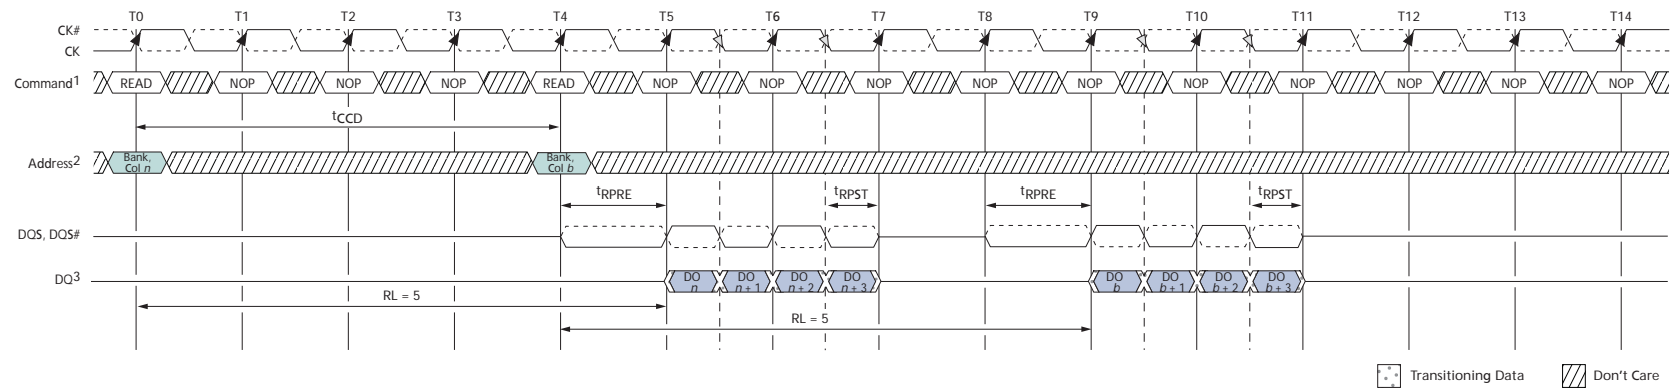 T0 T1 T2 T3 T4 T5 T6 T7 T8 T9 T10 T11 T12 T13 T14
CK#
CK
Command1 READ NOP NOP NOP READ NOP NOP NOP NOP NOP NOP NOP NOP NOP NOP
tCCD
Address2 Bank, Col n Bank, Col b
tRPRE tRPST tRPRE tRPST
DQS, DQS#
DQ3 DO n DO n + 1 DO n + 2 DO n + 3 DO b DO b + 1 DO b + 2 DO b + 3
RL = 5
RL = 5
Transitioning Data Don't Care